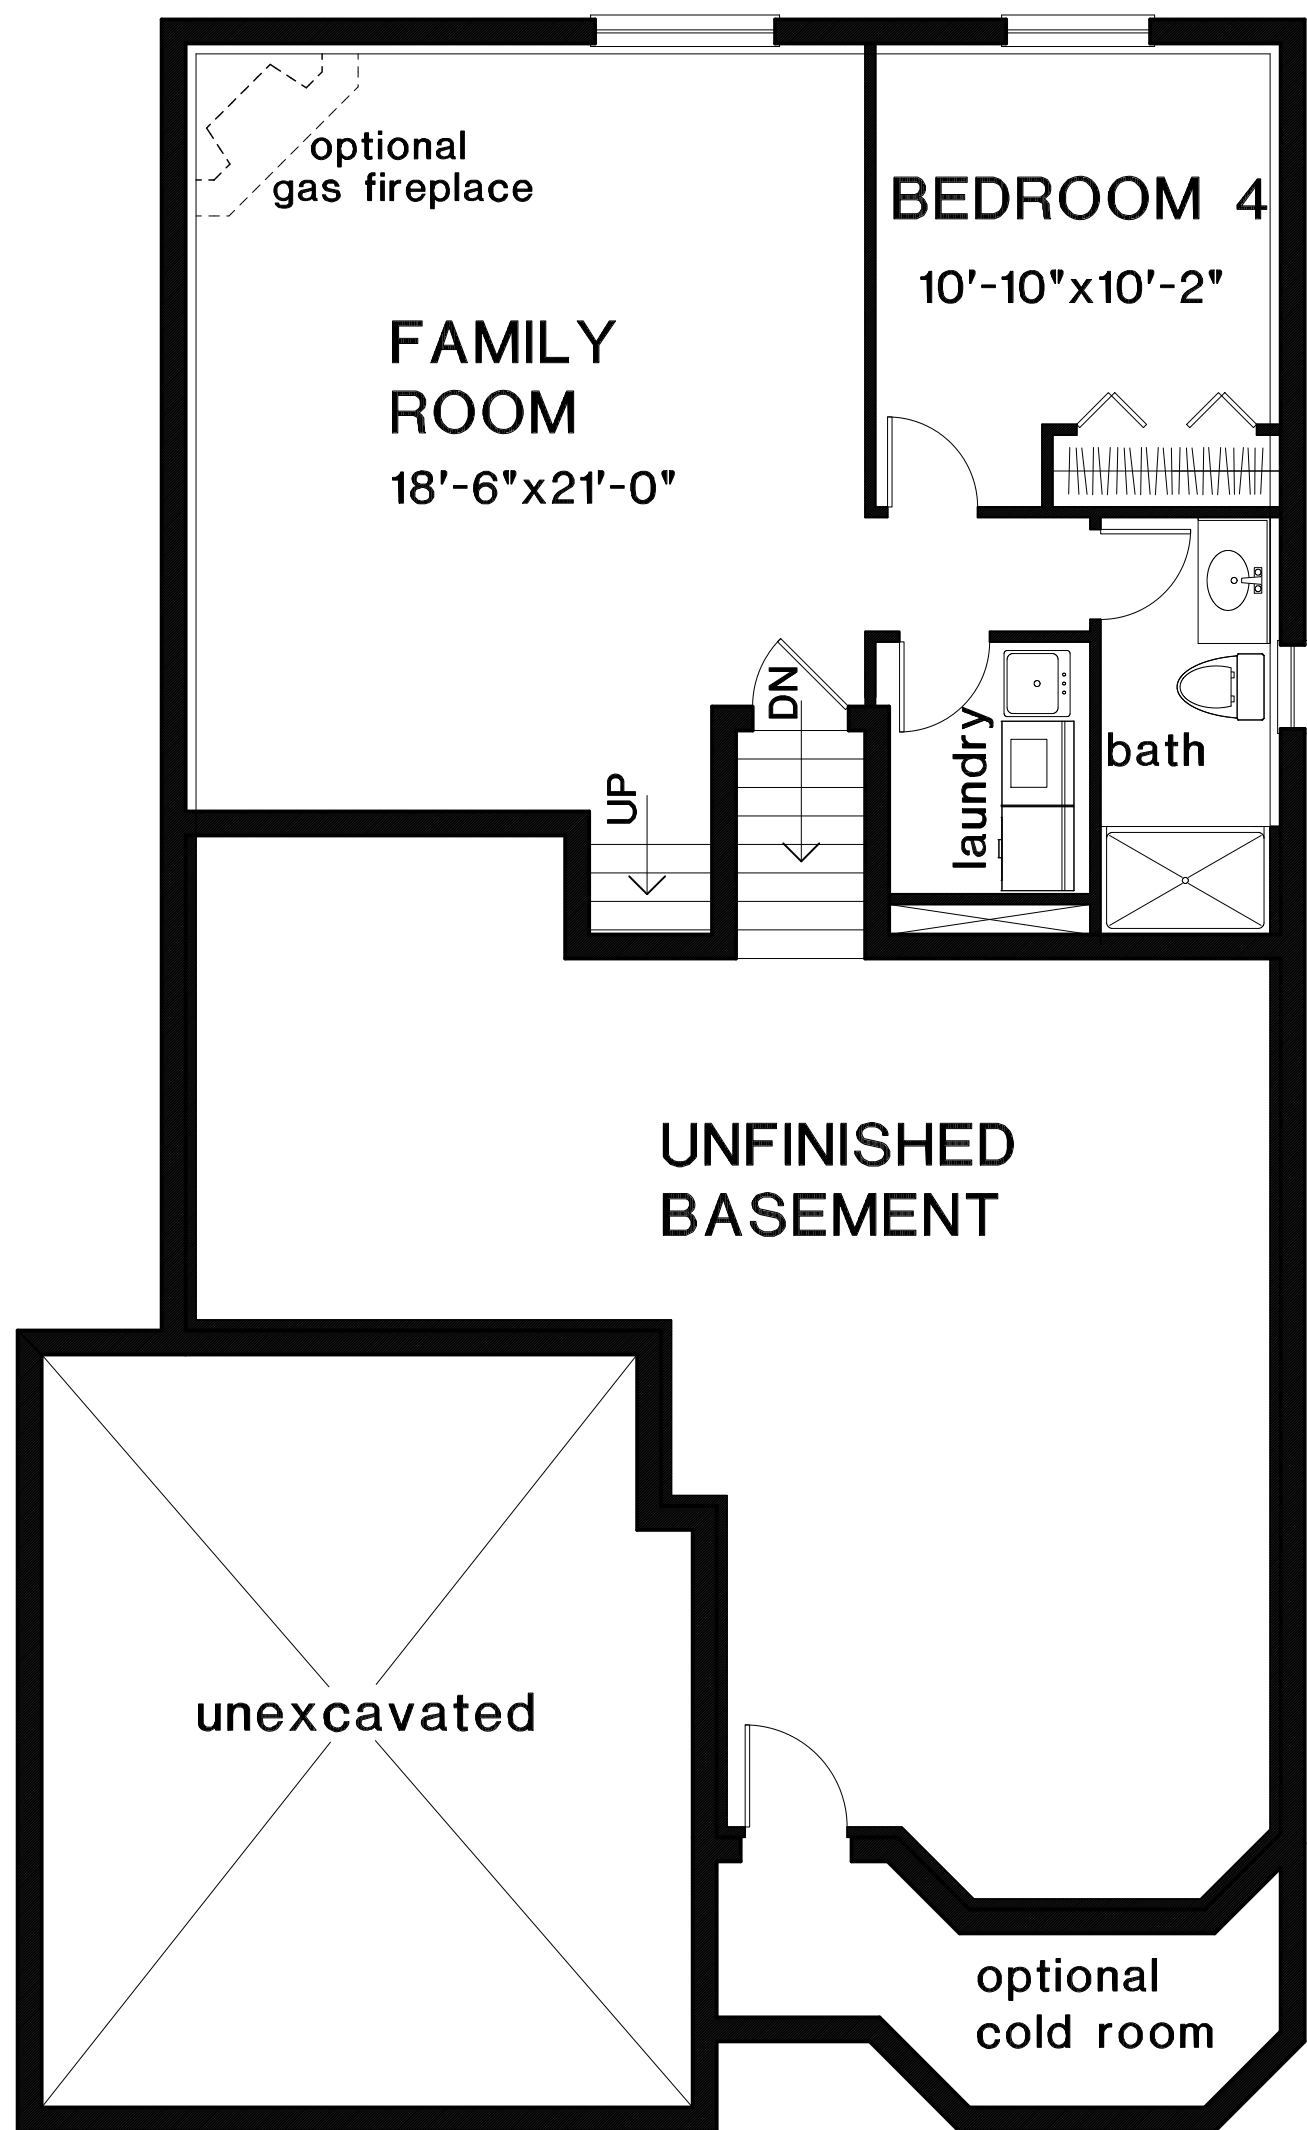 optional
gas fireplace
BEDROOM 4
10'-10"x10'-2"
FAMILY
ROOM
18'-6"x21'-0"
DN
UP
laundry
bath
UNFINISHED
BASEMENT
unexcavated
optional
cold room